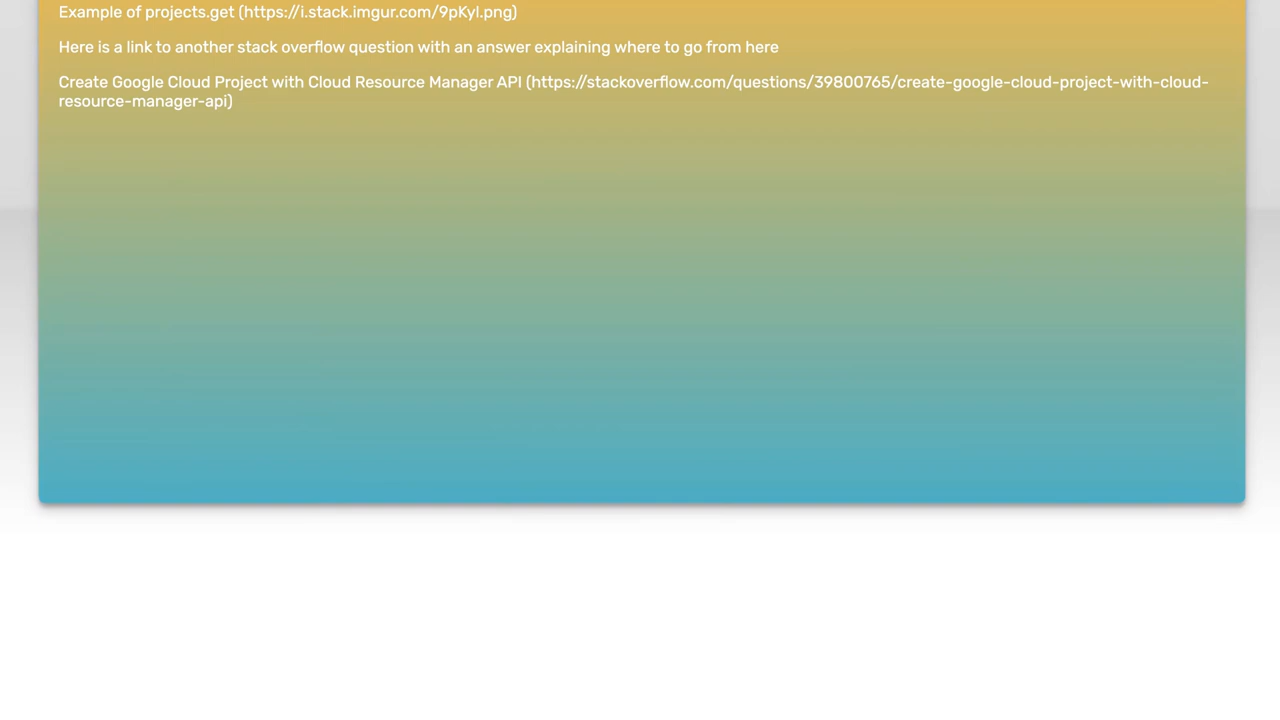 Example of projects.get (https://i.stack.imgur.com/9pKyl.png)
Here is a link to another stack overflow question with an answer explaining where to go from here
Create Google Cloud Project with Cloud Resource Manager API (https://stackoverflow.com/questions/39800765/create-google-cloud-project-with-cloud-
resource-manager-api)